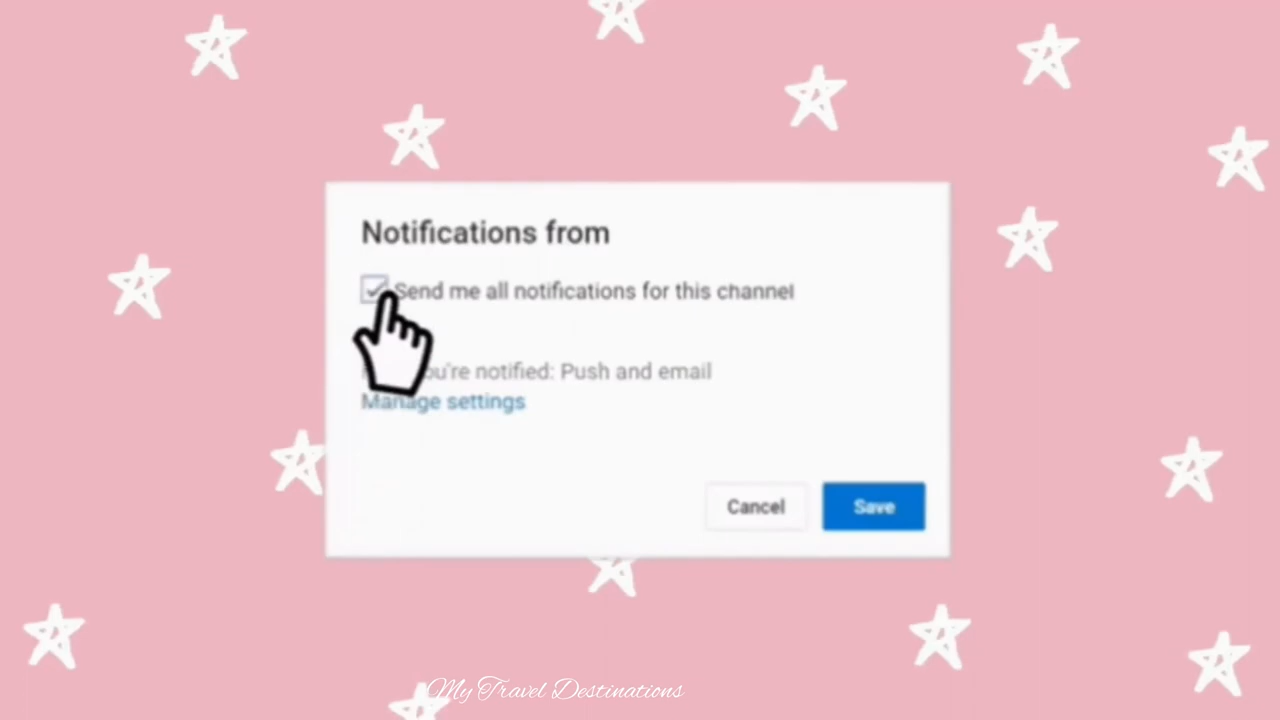 Notifications from
Send me all notifications for this channel
ou're notified: Push and email
Manage settings
Cancel
Save
My Travel Destinations